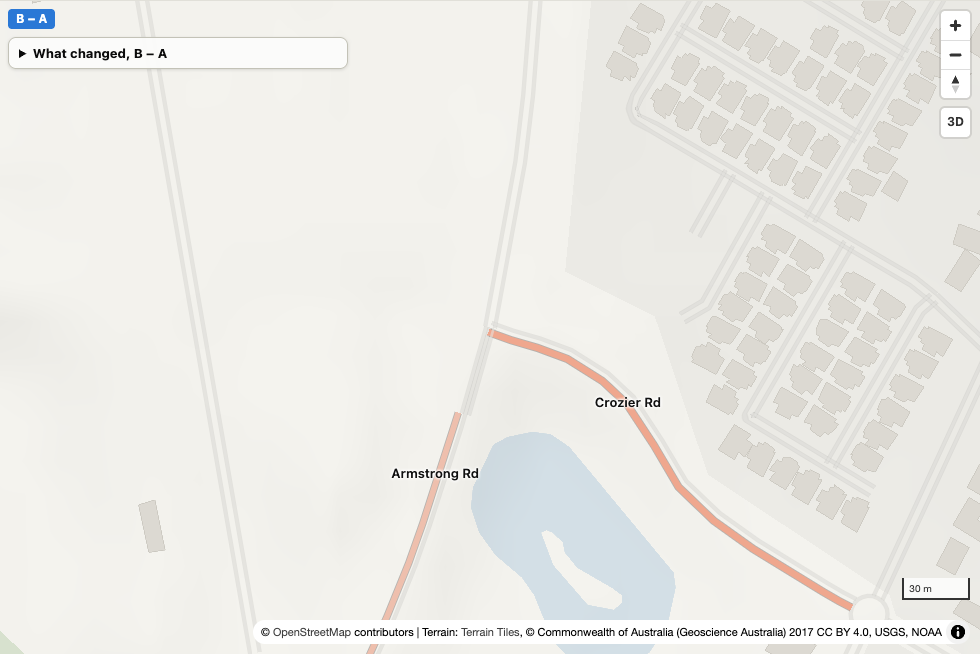 B – A
What changed, B – A
3D
Crozier Rd
Armstrong Rd
30 m
© OpenStreetMap contributors | Terrain: Terrain Tiles, © Commonwealth of Australia (Geoscience Australia) 2017 CC BY 4.0, USGS, NOAA